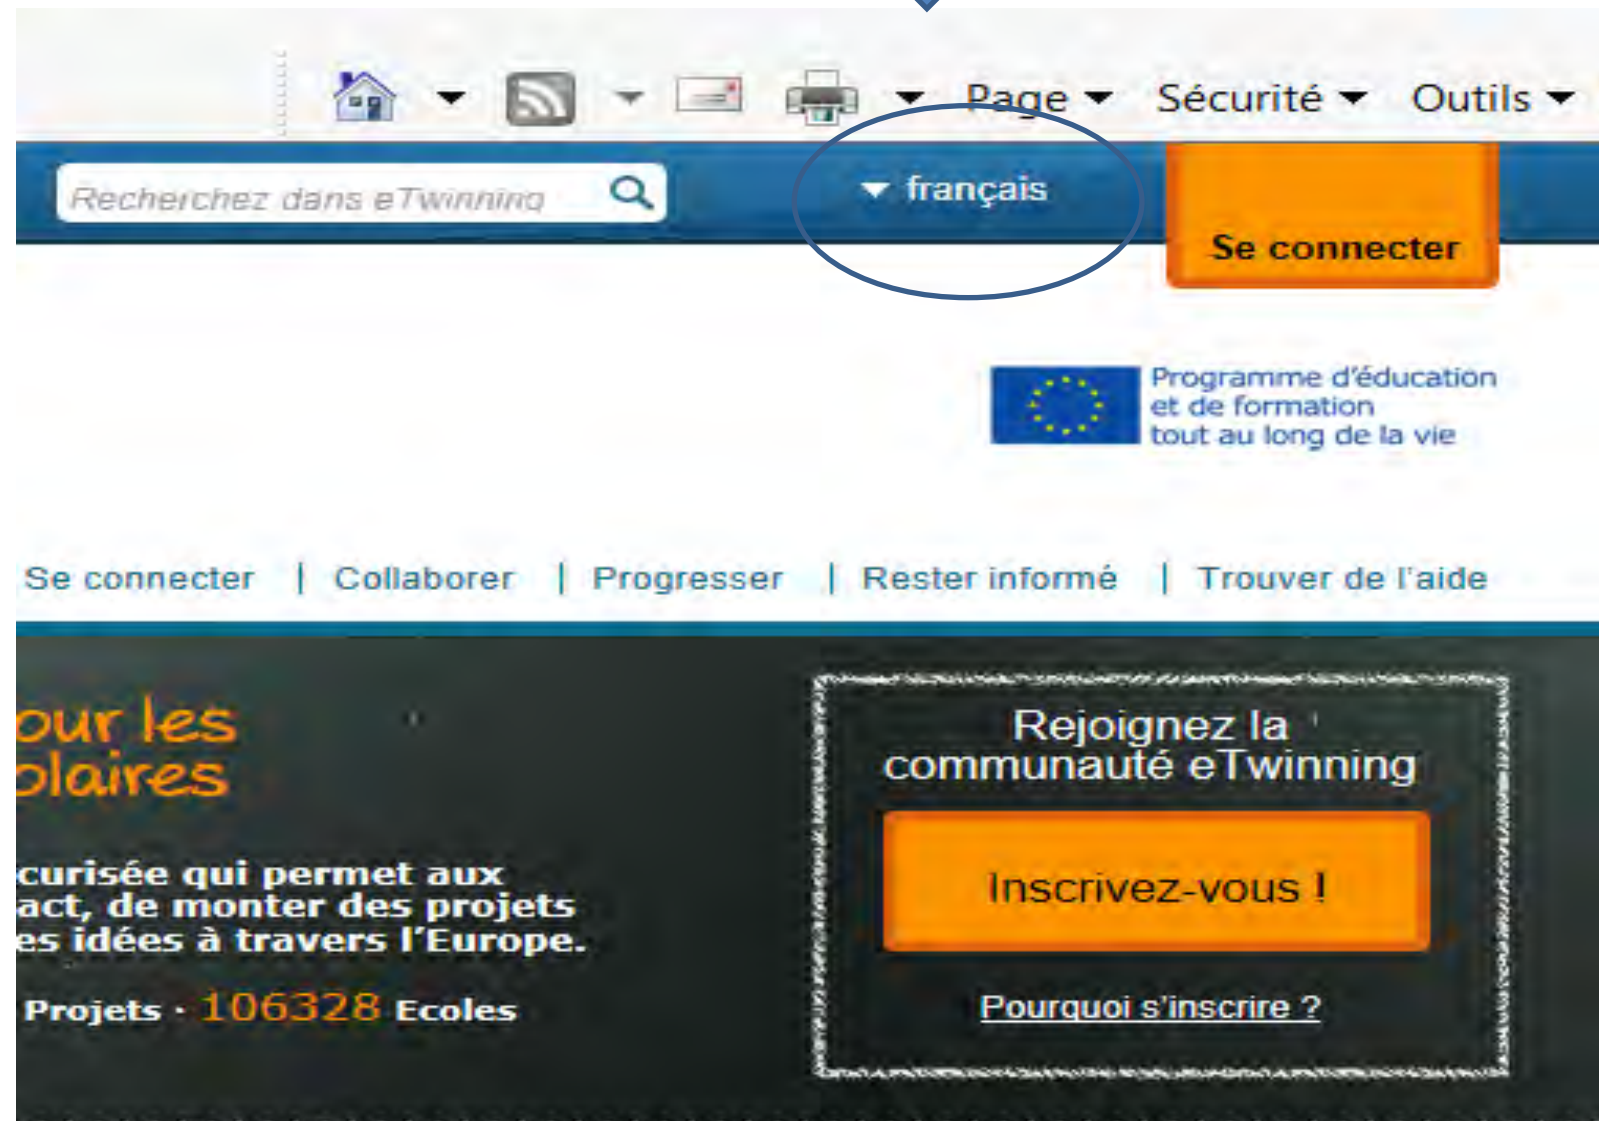 Page Sécurité Outils
Recherchez dans eTwinning
français
Se connecter
Programme d'éducation
et de formation
tout au long de la vie
Se connecter | Collaborer | Progresser | Rester informé | Trouver de l'aide
our les
olaires
curisée qui permet aux
act, de monter des projets
es idées à travers l'Europe.
Projets · 106328 Ecoles
Rejoignez la
communauté eTwinning
Inscrivez-vous !
Pourquoi s'inscrire ?